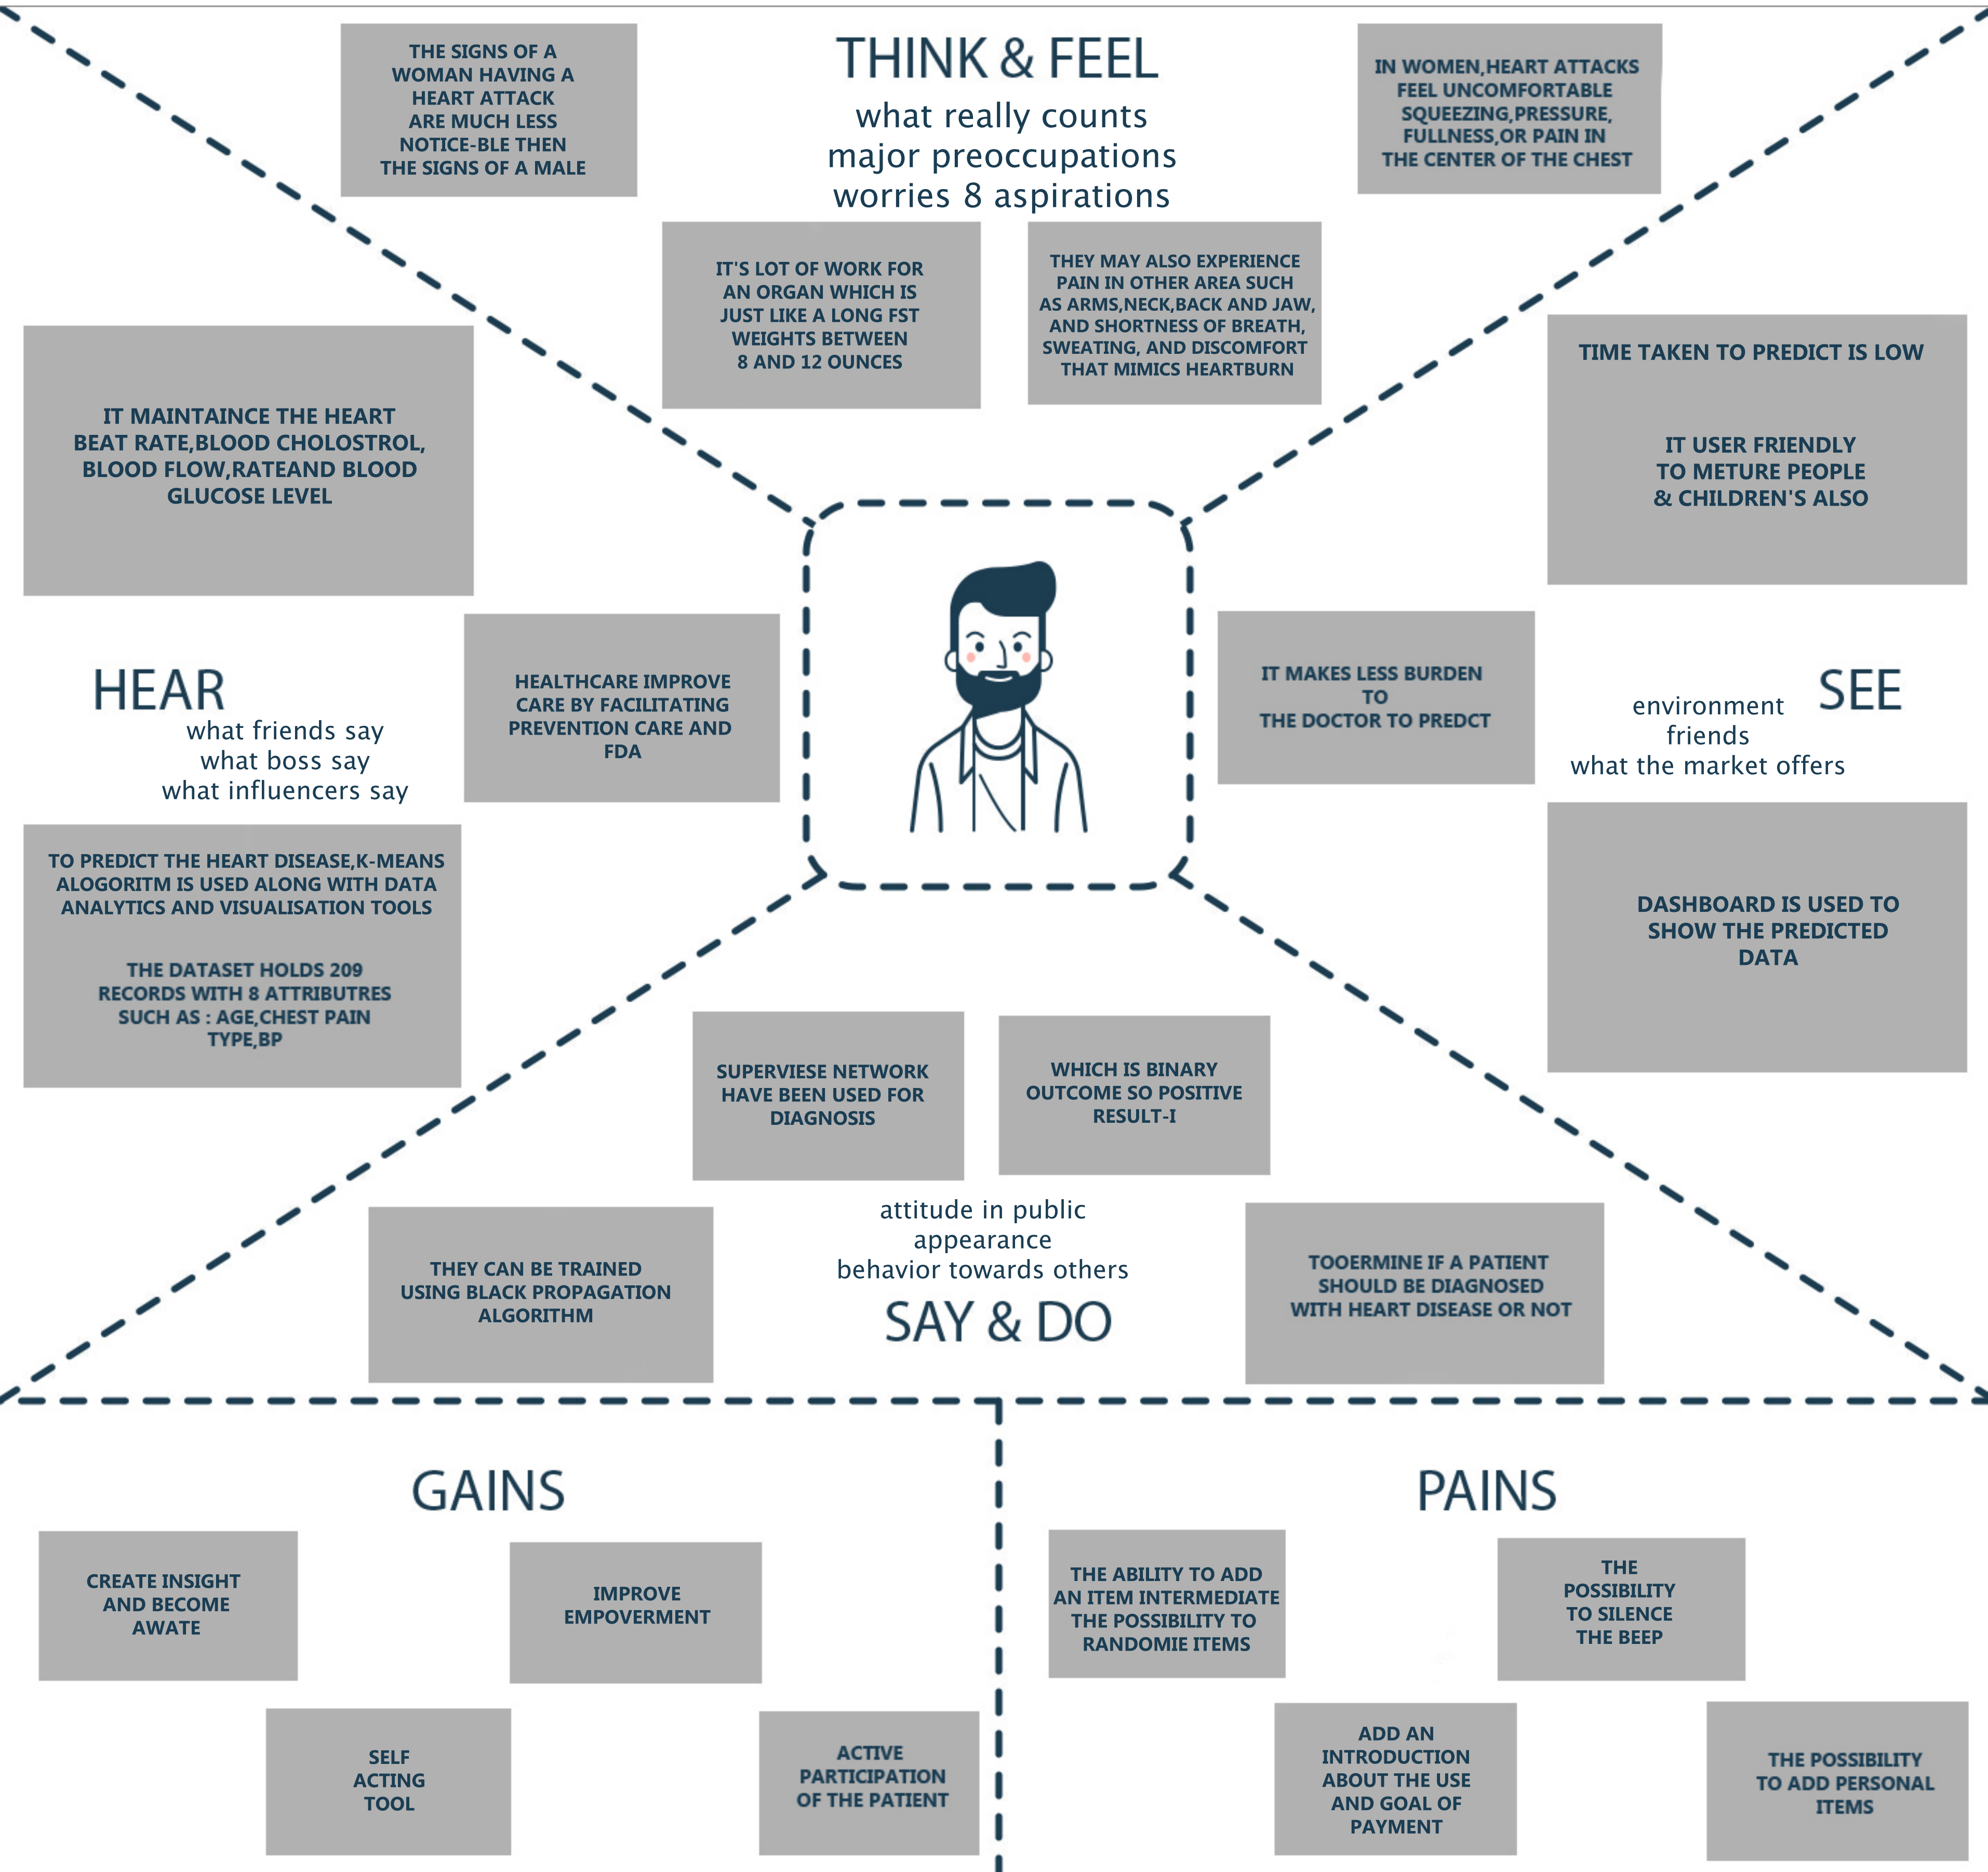 THE SIGNS OF A
WOMAN HAVING A
HEART ATTACK
ARE MUCH LESS
NOTICE-BLE THEN
THE SIGNS OF A MALE
THINK & FEEL
what really counts
major preoccupations
worries 8 aspirations
IN WOMEN,HEART ATTACKS
FEEL UNCOMFORTABLE
SQUEEZING,PRESSURE,
FULLNESS,OR PAIN IN
THE CENTER OF THE CHEST
IT'S LOT OF WORK FOR
AN ORGAN WHICH IS
JUST LIKE A LONG FST
WEIGHTS BETWEEN
8 AND 12 OUNCES
THEY MAY ALSO EXPERIENCE
PAIN IN OTHER AREA SUCH
AS ARMS,NECK,BACK AND JAW,
AND SHORTNESS OF BREATH,
SWEATING, AND DISCOMFORT
THAT MIMICS HEARTBURN
IT MAINTAINCE THE HEART
BEAT RATE,BLOOD CHOLOSTROL,
BLOOD FLOW,RATEAND BLOOD
GLUCOSE LEVEL
HEAR
what friends say
what boss say
what influencers say
HEALTHCARE IMPROVE
CARE BY FACILITATING
PREVENTION CARE AND
FDA
TO PREDICT THE HEART DISEASE,K-MEANS
ALOGORITM IS USED ALONG WITH DATA
ANALYTICS AND VISUALISATION TOOLS
THE DATASET HOLDS 209
RECORDS WITH 8 ATTRIBUTRES
SUCH AS : AGE,CHEST PAIN
TYPE,BP
TIME TAKEN TO PREDICT IS LOW
IT USER FRIENDLY
TO METURE PEOPLE
& CHILDREN'S ALSO
IT MAKES LESS BURDEN
TO
THE DOCTOR TO PREDCT
SEE
environment
friends
what the market offers
DASHBOARD IS USED TO
SHOW THE PREDICTED
DATA
SUPERVIESE NETWORK
HAVE BEEN USED FOR
DIAGNOSIS
WHICH IS BINARY
OUTCOME SO POSITIVE
RESULT-I
THEY CAN BE TRAINED
USING BLACK PROPAGATION
ALGORITHM
attitude in public
appearance
behavior towards others
SAY & DO
TOOERMINE IF A PATIENT
SHOULD BE DIAGNOSED
WITH HEART DISEASE OR NOT
GAINS
CREATE INSIGHT
AND BECOME
AWATE
IMPROVE
EMPOVERMENT
SELF
ACTING
TOOL
ACTIVE
PARTICIPATION
OF THE PATIENT
PAINS
THE ABILITY TO ADD
AN ITEM INTERMEDIATE
THE POSSIBILITY TO
RANDOMIE ITEMS
THE
POSSIBILITY
TO SILENCE
THE BEEP
ADD AN
INTRODUCTION
ABOUT THE USE
AND GOAL OF
PAYMENT
THE POSSIBILITY
TO ADD PERSONAL
ITEMS